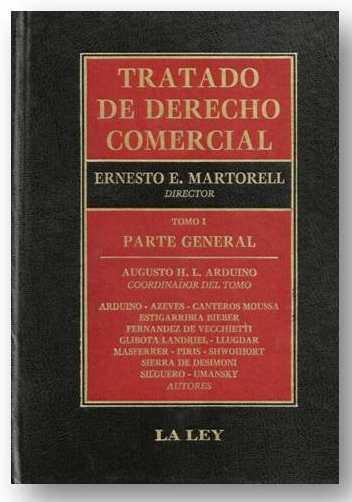 TRATADO
DE DERECHO
COMERCIAL
ERNESTO E. MARTORELL
DIRECTOR
TOMO I
PARTE GENERAL
AUGUSTO H. L. ARDUINO
COORDINADOR DEL TOMO
ARDUINO - AZEVES - CANTEROS MOUSSA
ESTIGARRIBIA BIEBER
FERNANDEZ DE VECCHIETTI
GLIBOTA LANDRIEL - LLUGDAR
MASFERRER - PIRIS - SHWOIHORT
SIERRA DE DESIMONI
SILGUERO - UMANSKY
AUTORES
LA LEY